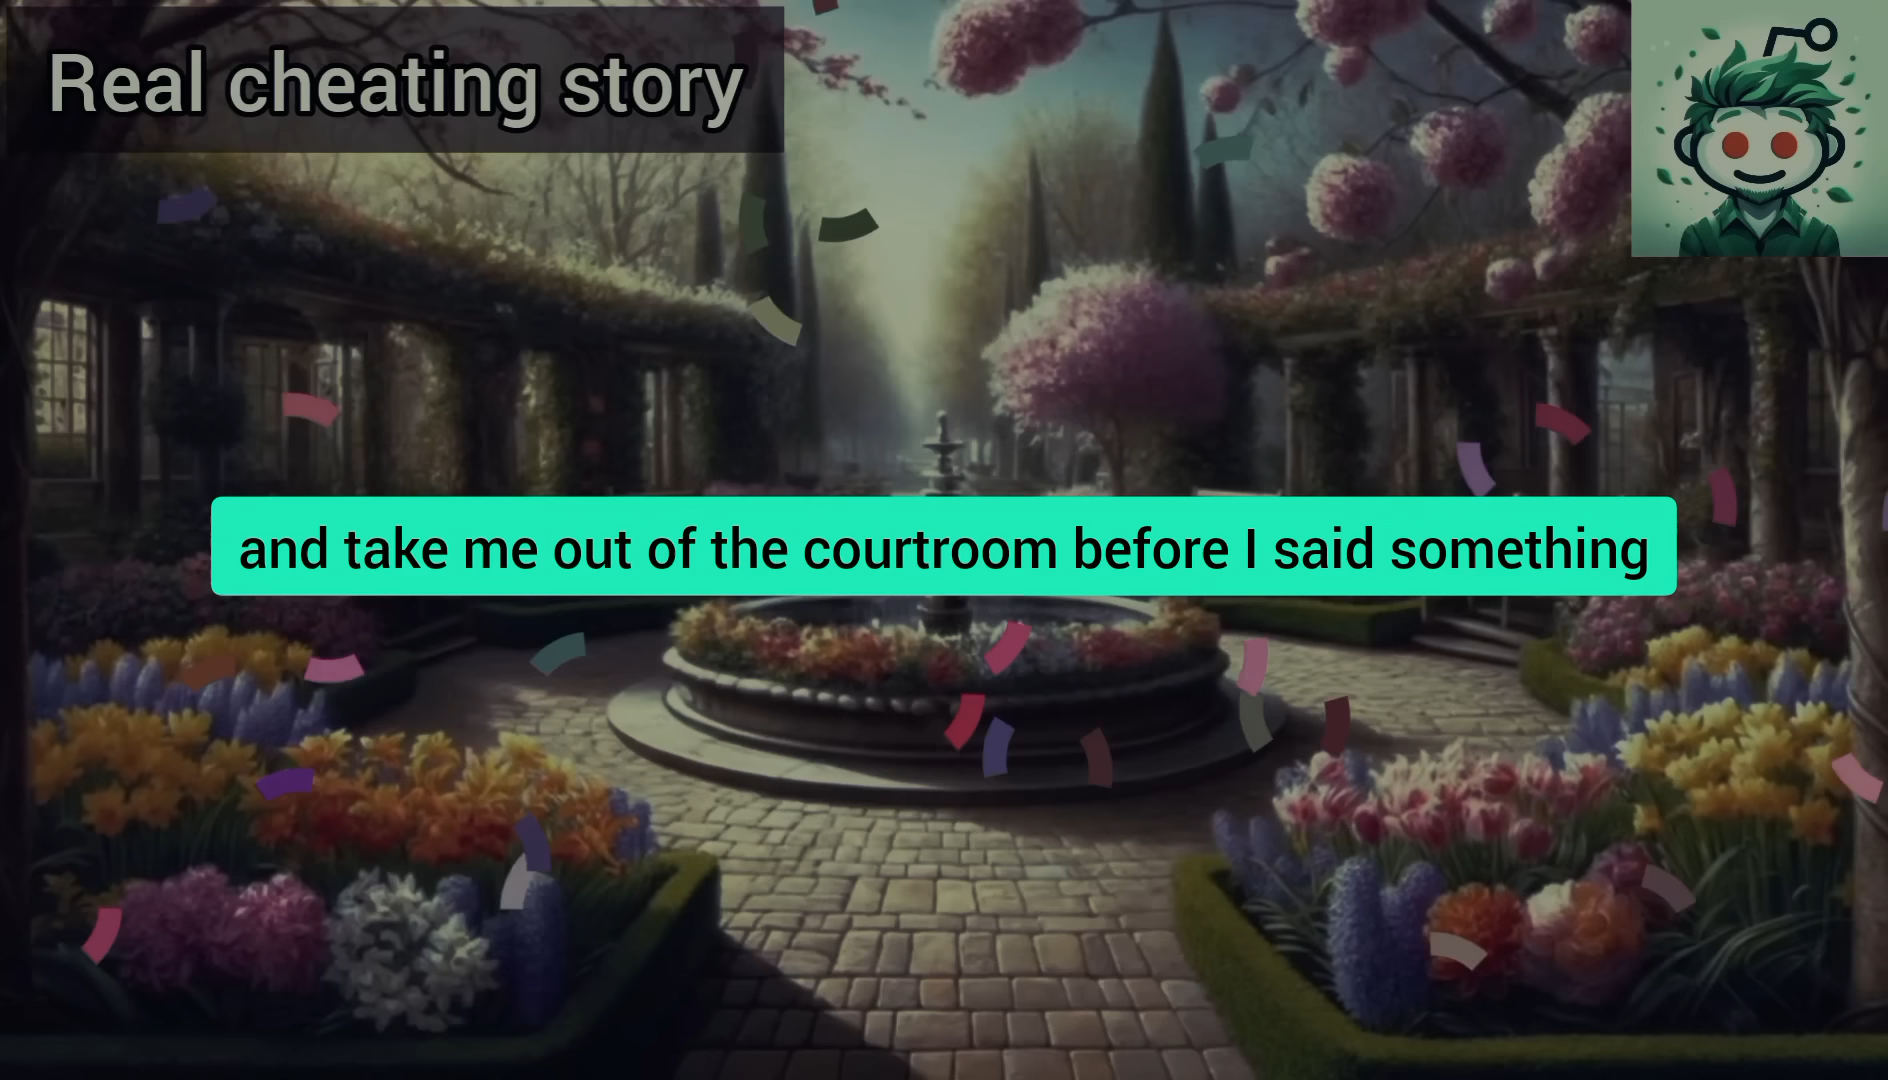 Real cheating story
and take me out of the courtroom before I said something